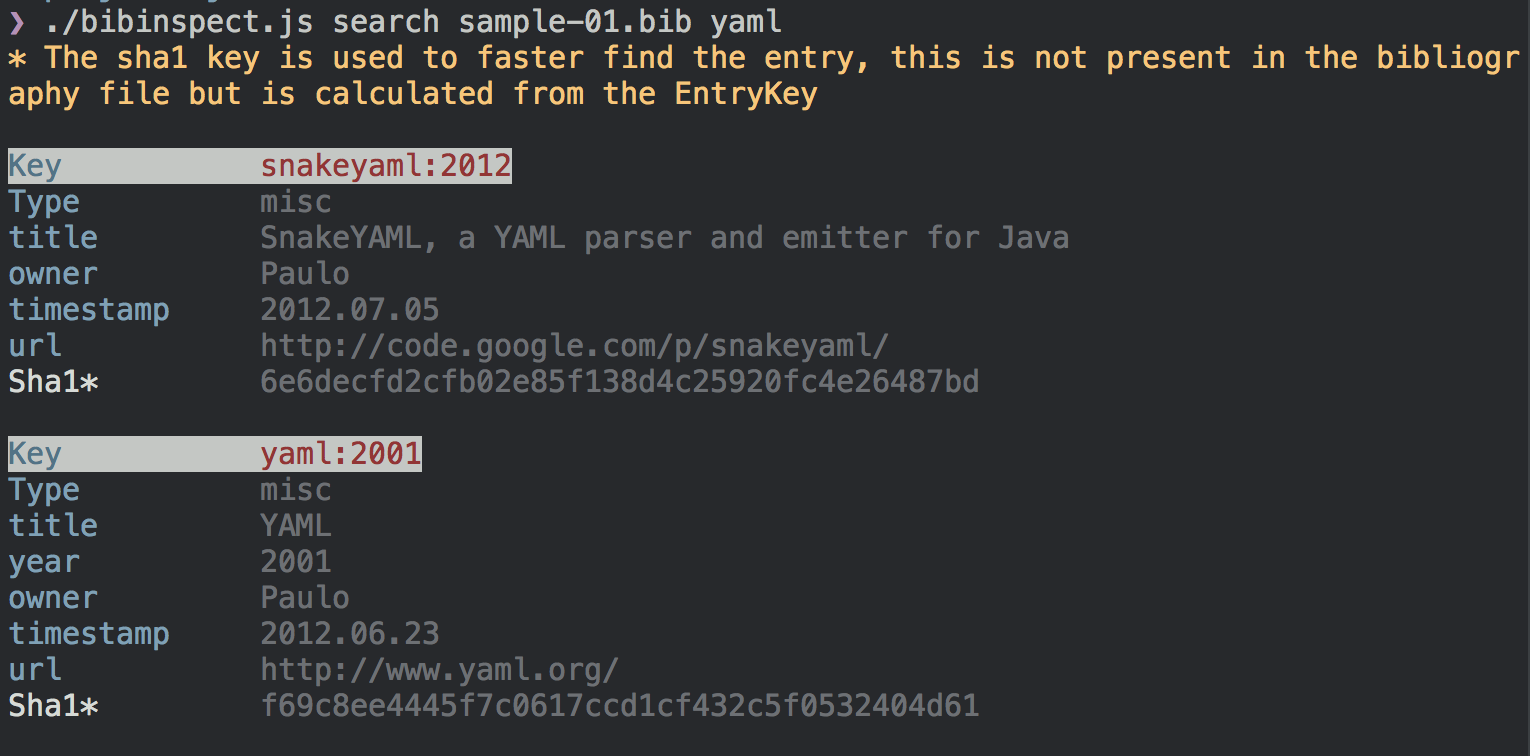 ❯ ./bibinspect.js search sample-01.bib yaml
* The sha1 key is used to faster find the entry, this is not present in the bibliogr
aphy file but is calculated from the EntryKey
Key snakeyaml:2012
Type misc
title SnakeYAML, a YAML parser and emitter for Java
owner Paulo
timestamp 2012.07.05
url http://code.google.com/p/snakeyaml/
Sha1* 6e6decfd2cfb02e85f138d4c25920fc4e26487bd
Key yaml:2001
Type misc
title YAML
year 2001
owner Paulo
timestamp 2012.06.23
url http://www.yaml.org/
Sha1* f69c8ee4445f7c0617ccd1cf432c5f0532404d61